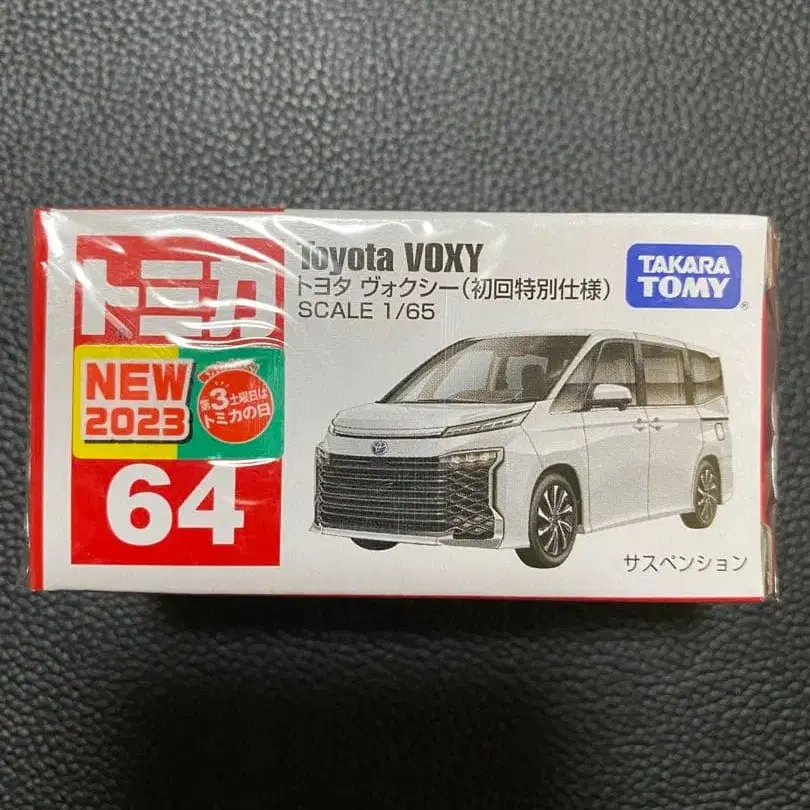 トミカ
Toyota VOXY
トヨタ ヴォクシー(初回特別仕様)
SCALE 1/65
TAKARA
TOMY
®
NEW
2023
第3土曜日は
トミカの日
64
サスペンション